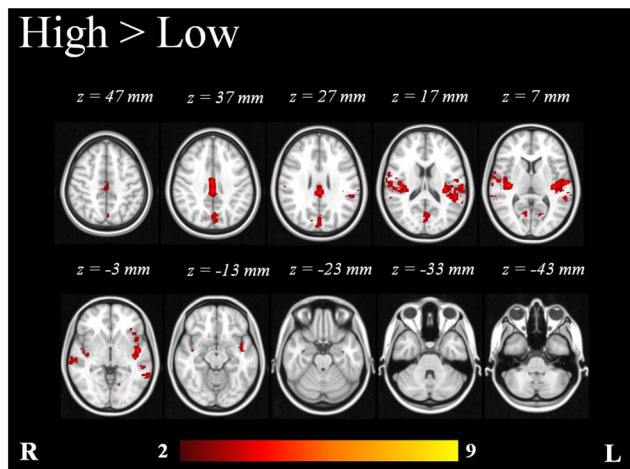 High > Low
z = 47 mm z = 37 mm z = 27 mm z = 17 mm z = 7 mm
z = -3 mm z = -13 mm z = -23 mm z = -33 mm z = -43 mm
R 2 9 L